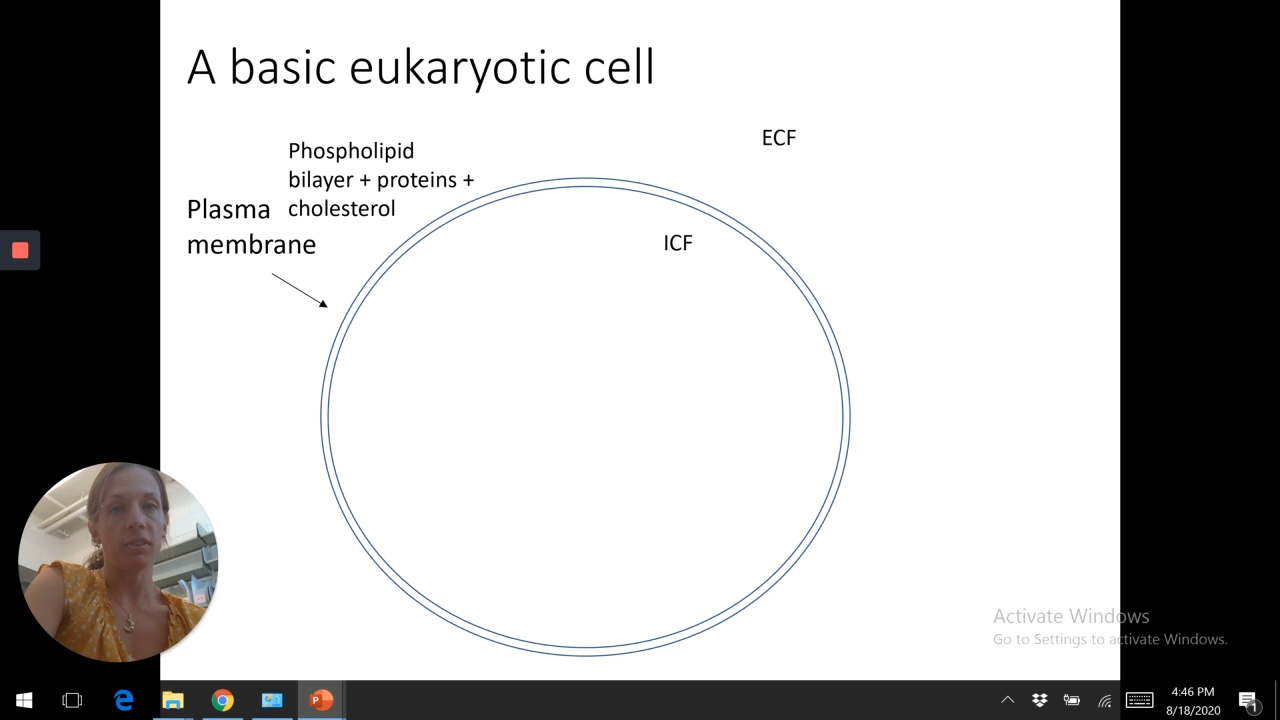 A basic eukaryotic cell
ECF
Phospholipid
bilayer + proteins +
cholesterol
Plasma
membrane
ICF
Activate Windows
Go to Settings to activate Windows.
4:46 PM
8/18/2020
1